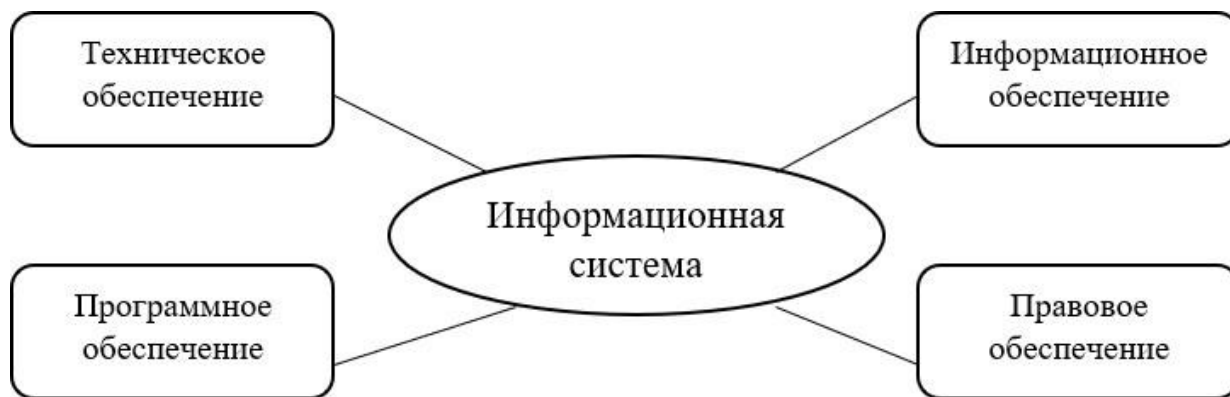 Техническое
обеспечение
Информационное
обеспечение
Информационная
система
Программное
обеспечение
Правовое
обеспечение